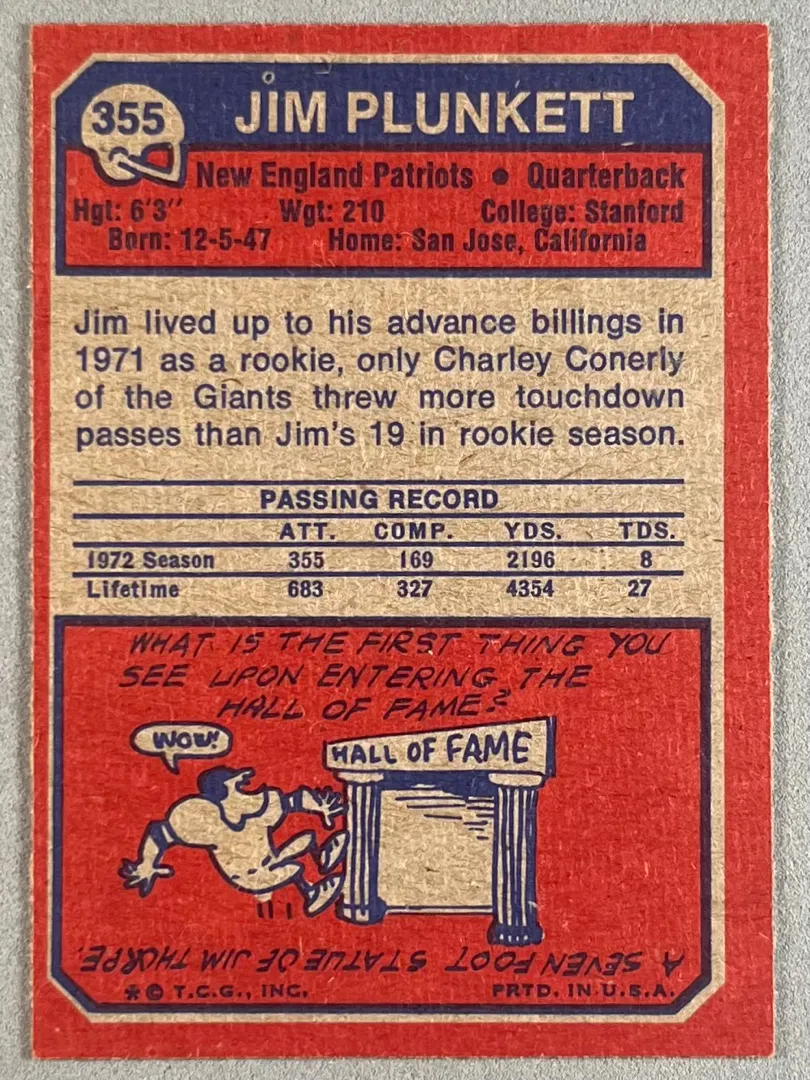 355
JIM PLUNKETT
New England Patriots • Quarterback
Hgt: 6'3" Wgt: 210 College: Stanford
Born: 12-5-47 Home: San Jose, California
Jim lived up to his advance billings in
1971 as a rookie, only Charley Conerly
of the Giants threw more touchdown
passes than Jim's 19 in rookie season.
PASSING RECORD
ATT. COMP. YDS. TDS.
1972 Season 355 169 2196 8
Lifetime 683 327 4354 27
WHAT IS THE FIRST THING YOU
SEE UPON ENTERING THE
HALL OF FAME?
WOW!
HALL OF FAME
A SEVEN FOOT STATUE OF JIM THORPE.
* © T.C.G., INC. PRTD. IN U.S.A.